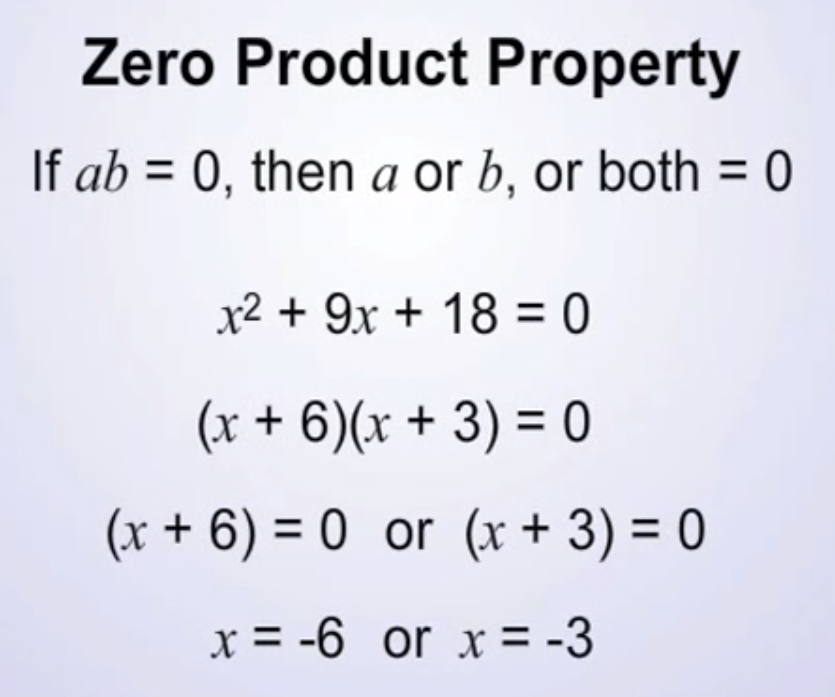 Zero Product Property
If ab = 0, then a or b, or both = 0
x² + 9x + 18 = 0
(x + 6)(x + 3) = 0
(x + 6) = 0 or (x + 3) = 0
x = -6 or x = -3